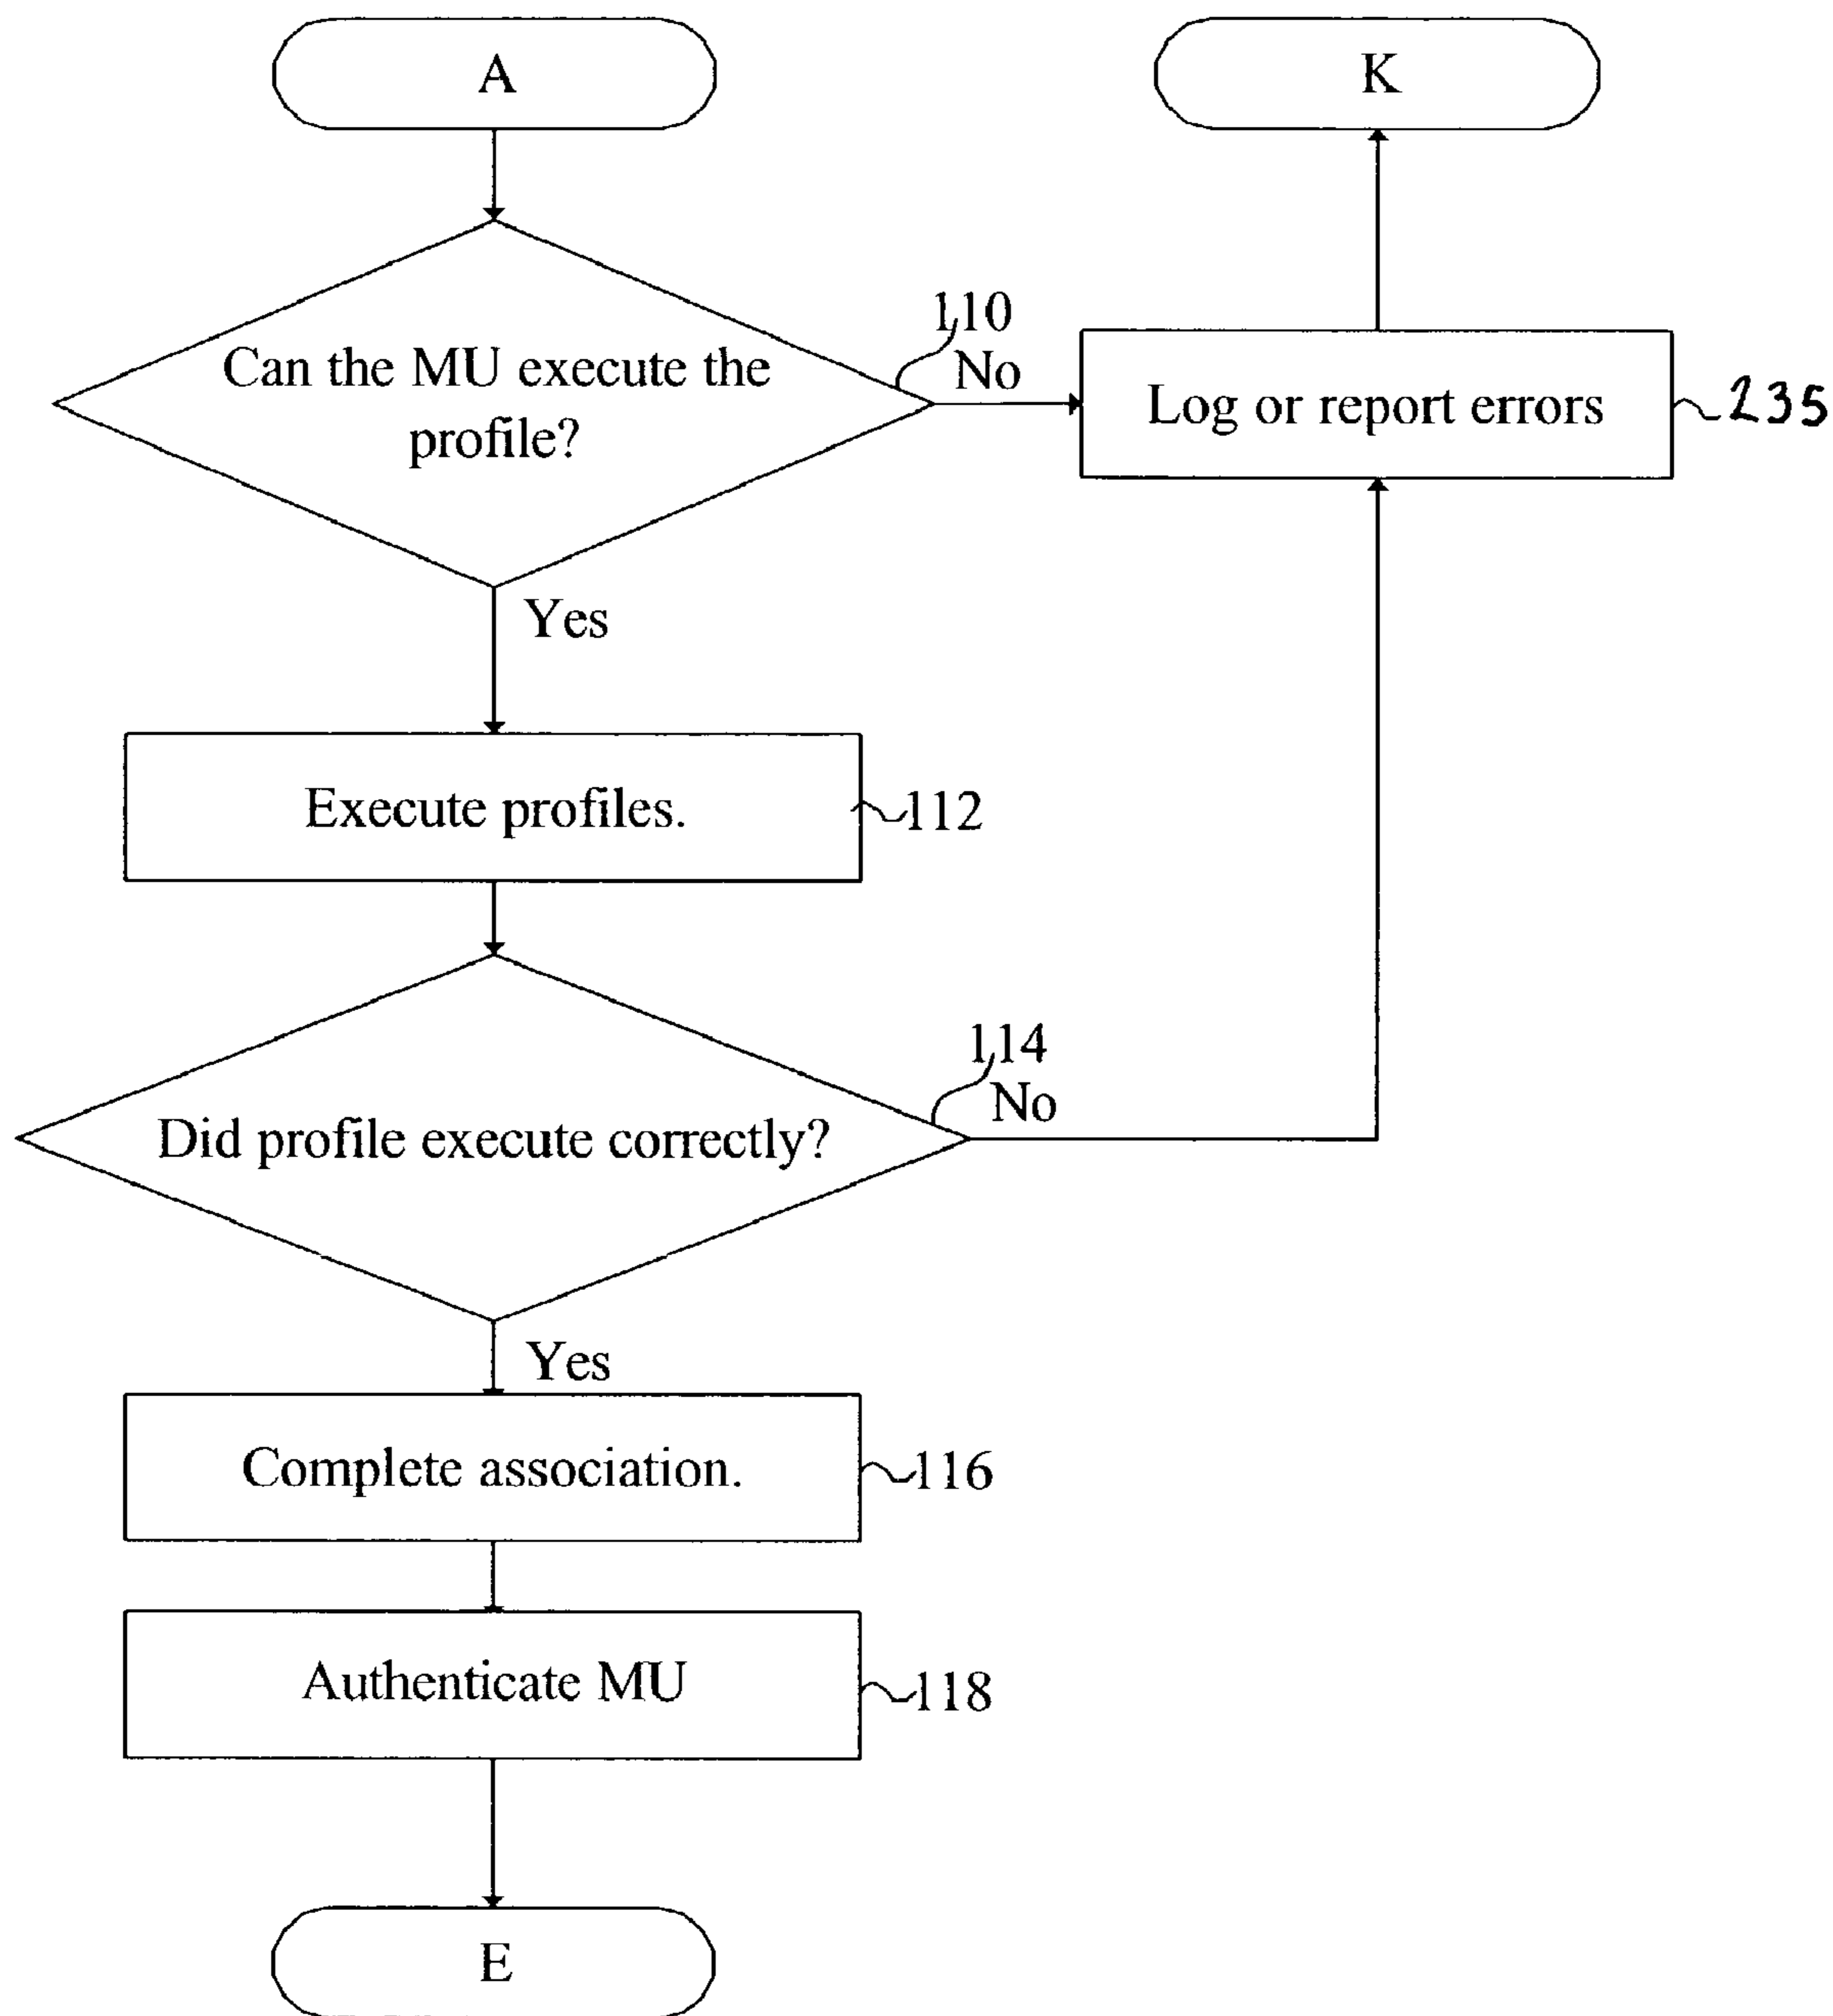 A
K
Can the MU execute the
profile?
110
No
Log or report errors
235
Yes
Execute profiles.
112
Did profile execute correctly?
114
No
Yes
Complete association.
116
Authenticate MU
118
E